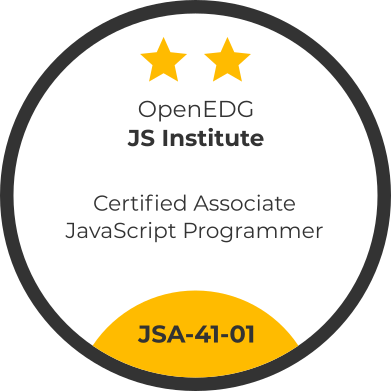 OpenEDG
JS Institute
Certified Associate
JavaScript Programmer
JSA-41-01